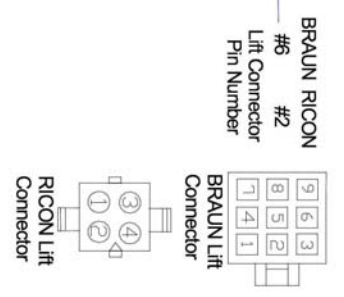 BRAUN RICON
#6 #2
Lift Connector
Pin Number
9 6 3
8 5 2
7 4 1
BRAUN Lift
Connector
3 4
1 2
RICON Lift
Connector